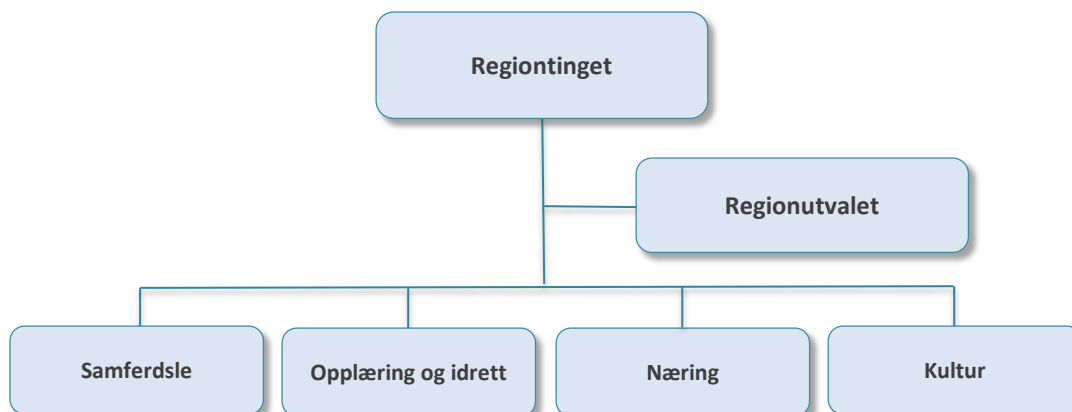 Regiontinget
Regionutvalet
Samferdsle
Opplæring og idrett
Næring
Kultur